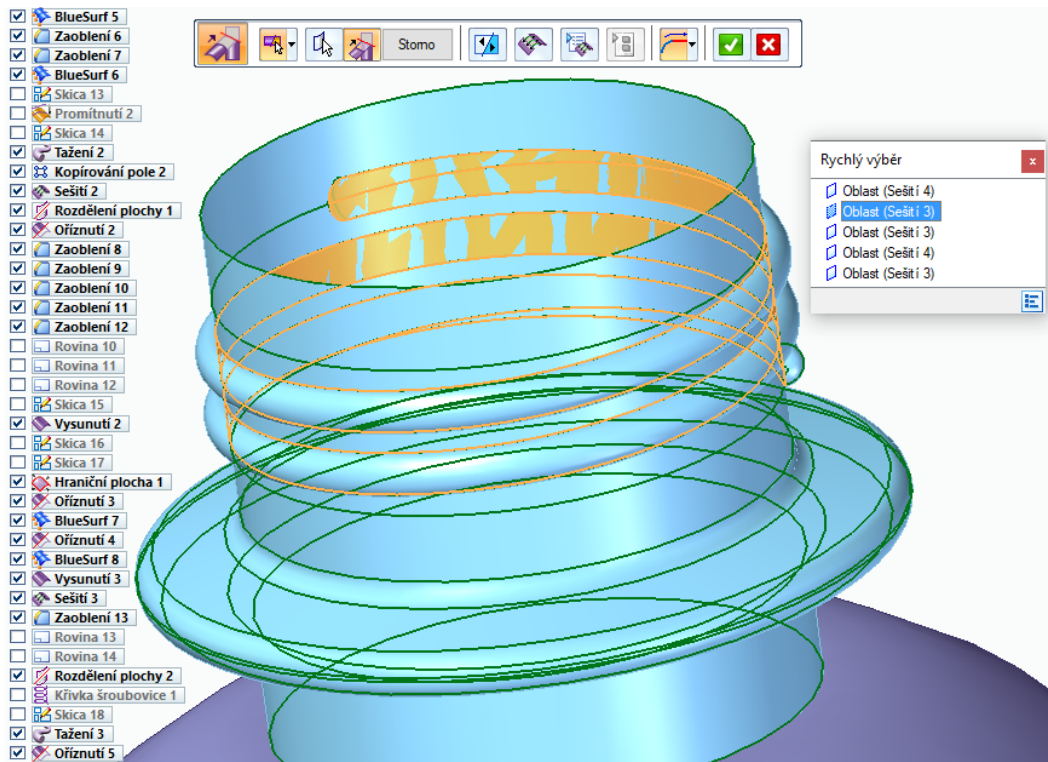 BlueSurf 5
Zaoblení 6
Zaoblení 7
BlueSurf 6
Skica 13
Promítnutí 2
Skica 14
Tažení 2
Kopírování pole 2
Sešití 2
Rozdělení plochy 1
Oříznutí 2
Zaoblení 8
Zaoblení 9
Zaoblení 10
Zaoblení 11
Zaoblení 12
Rovina 10
Rovina 11
Rovina 12
Skica 15
Vysunutí 2
Skica 16
Skica 17
Hraniční plocha 1
Oříznutí 3
BlueSurf 7
Oříznutí 4
BlueSurf 8
Vysunutí 3
Sešití 3
Zaoblení 13
Rovina 13
Rovina 14
Rozdělení plochy 2
Křivka šroubovice 1
Skica 18
Tažení 3
Oříznutí 5
Storno
Rychlý výběr
Oblast (Sešití 4)
Oblast (Sešití 3)
Oblast (Sešití 3)
Oblast (Sešití 4)
Oblast (Sešití 3)